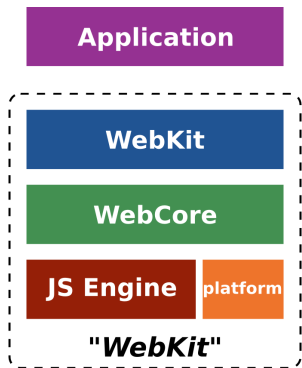 Application
WebKit
WebCore
JS Engine
platform
"WebKit"